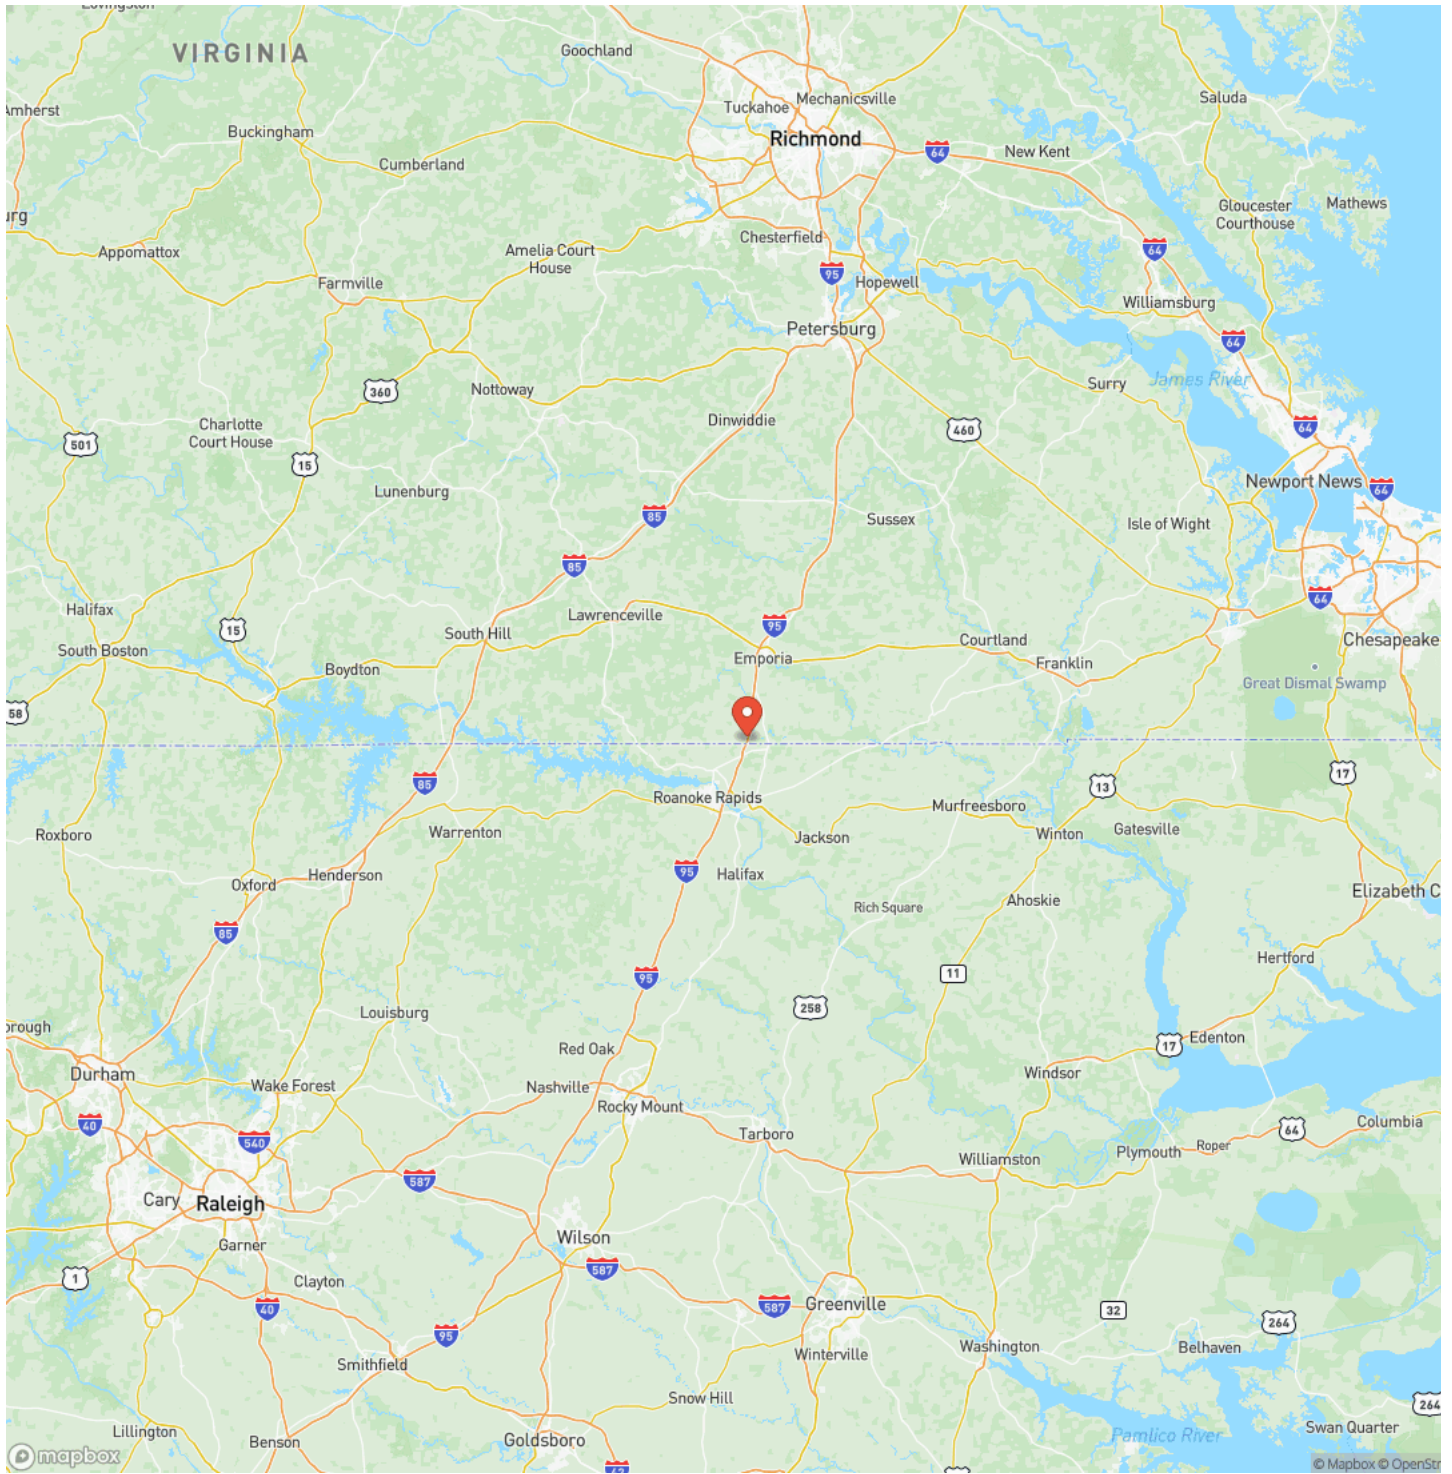 Lovingston
VIRGINIA
Goochland
Amherst
Tuckahoe
Mechanicsville
Saluda
Buckingham
Richmond
64
New Kent
Cumberland
Mathews
Gloucester
Courthouse
urg
Appomattox
Amelia Court
House
Chesterfield
64
95
Farmville
Hopewell
Williamsburg
Petersburg
64
James River
Surry
360
Nottoway
Dinwiddie
Charlotte
Court House
501
460
64
15
Lunenburg
Newport News
64
85
Sussex
Isle of Wight
85
Halifax
Lawrenceville
64
15
South Hill
95
Courtland
Chesapeake
South Boston
Emporia
Franklin
Boydton
Great Dismal Swamp
58
17
85
13
Roanoke Rapids
Murfreesboro
Roxboro
Warrenton
Jackson
Winton
Gatesville
Oxford
Henderson
95
Halifax
Elizabeth C
Rich Square
Ahoskie
85
Hertford
95
11
258
Louisburg
orough
Red Oak
17
Edenton
Durham
Wake Forest
Nashville
Windsor
Rocky Mount
40
540
Tarboro
64
Columbia
Williamston
Plymouth
Roper
587
Cary
Raleigh
Garner
Wilson
587
1
Clayton
40
587
Greenville
32
264
95
Smithfield
Winterville
Washington
Belhaven
Snow Hill
264
Lillington
Benson
Goldsboro
Pamlico River
Swan Quarter
mapbox
© Mapbox © OpenStr